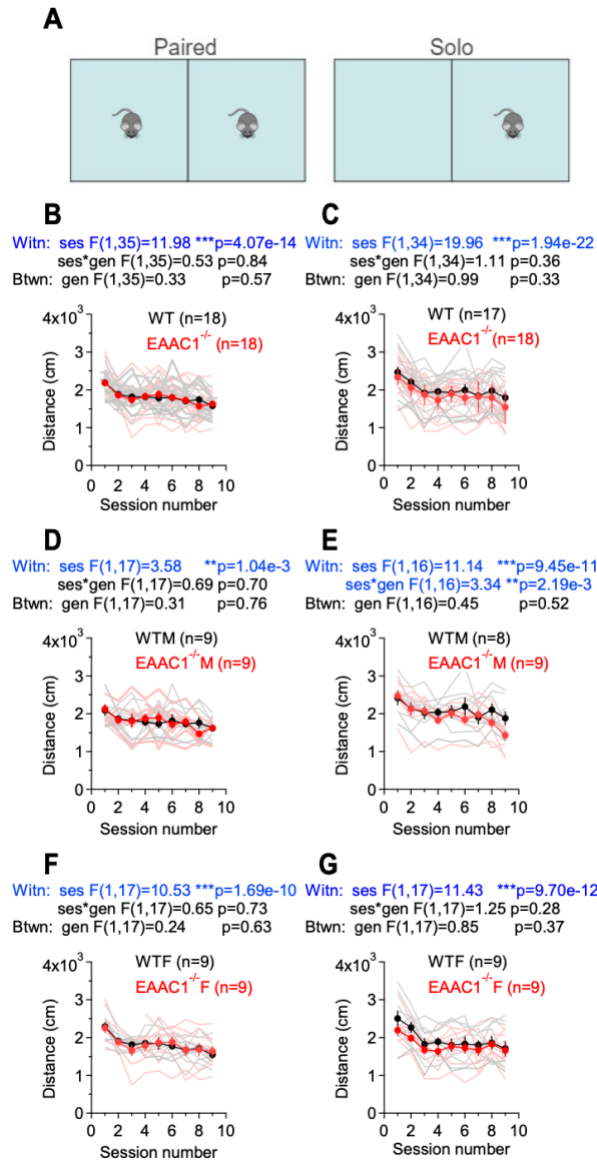 A
Paired Solo
B
Witn: ses F(1,35)=11.98 ***p=4.07e-14
ses*gen F(1,35)=0.53 p=0.84
Btwn: gen F(1,35)=0.33 p=0.57
4x10³
3
2
1
0
Distance (cm)
WT (n=18)
EAAC1⁻/⁻ (n=18)
0 2 4 6 8 10
Session number
C
Witn: ses F(1,34)=19.96 ***p=1.94e-22
ses*gen F(1,34)=1.11 p=0.36
Btwn: gen F(1,34)=0.99 p=0.33
4x10³
3
2
1
0
Distance (cm)
WT (n=17)
EAAC1⁻/⁻ (n=18)
0 2 4 6 8 10
Session number
D
Witn: ses F(1,17)=3.58 **p=1.04e-3
ses*gen F(1,17)=0.69 p=0.70
Btwn: gen F(1,17)=0.31 p=0.76
4x10³
3
2
1
0
Distance (cm)
WTM (n=9)
EAAC1⁻/⁻M (n=9)
0 2 4 6 8 10
Session number
E
Witn: ses F(1,16)=11.14 ***p=9.45e-11
ses*gen F(1,16)=3.34 **p=2.19e-3
Btwn: gen F(1,16)=0.45 p=0.52
4x10³
3
2
1
0
Distance (cm)
WTM (n=8)
EAAC1⁻/⁻M (n=9)
0 2 4 6 8 10
Session number
F
Witn: ses F(1,17)=10.53 ***p=1.69e-10
ses*gen F(1,17)=0.65 p=0.73
Btwn: gen F(1,17)=0.24 p=0.63
4x10³
3
2
1
0
Distance (cm)
WTF (n=9)
EAAC1⁻/⁻F (n=9)
0 2 4 6 8 10
Session number
G
Witn: ses F(1,17)=11.43 ***p=9.70e-12
ses*gen F(1,17)=1.25 p=0.28
Btwn: gen F(1,17)=0.85 p=0.37
4x10³
3
2
1
0
Distance (cm)
WTF (n=9)
EAAC1⁻/⁻F (n=9)
0 2 4 6 8 10
Session number